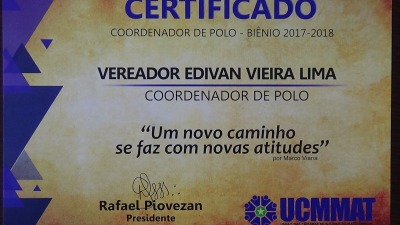 CERTIFICADO
COORDENADOR DE POLO - BIÊNIO 2017-2018
VEREADOR EDIVAN VIEIRA LIMA
COORDENADOR DE POLO
“Um novo caminho
se faz com novas atitudes”
por Marco Viana
Rafael Piovezan
Presidente
UCMMAT